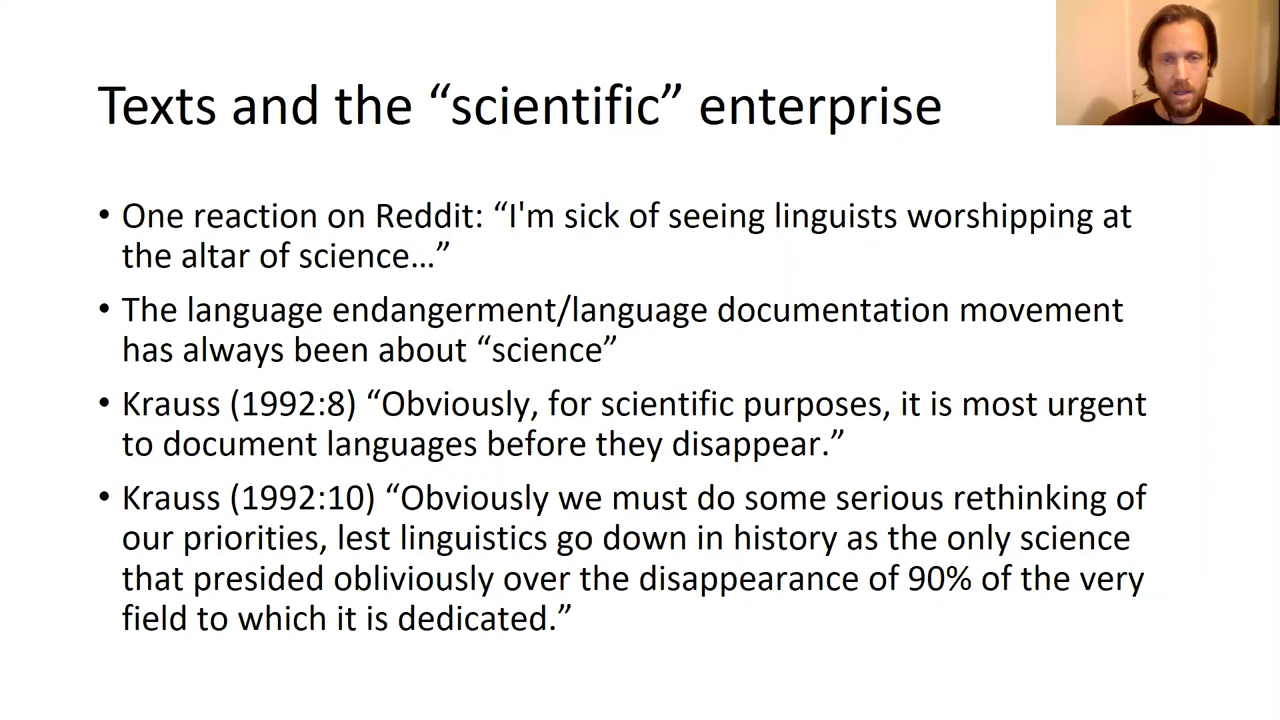 Texts and the “scientific” enterprise
• One reaction on Reddit: “I'm sick of seeing linguists worshipping at
the altar of science…”
• The language endangerment/language documentation movement
has always been about “science”
• Krauss (1992:8) “Obviously, for scientific purposes, it is most urgent
to document languages before they disappear.”
• Krauss (1992:10) “Obviously we must do some serious rethinking of
our priorities, lest linguistics go down in history as the only science
that presided obliviously over the disappearance of 90% of the very
field to which it is dedicated.”